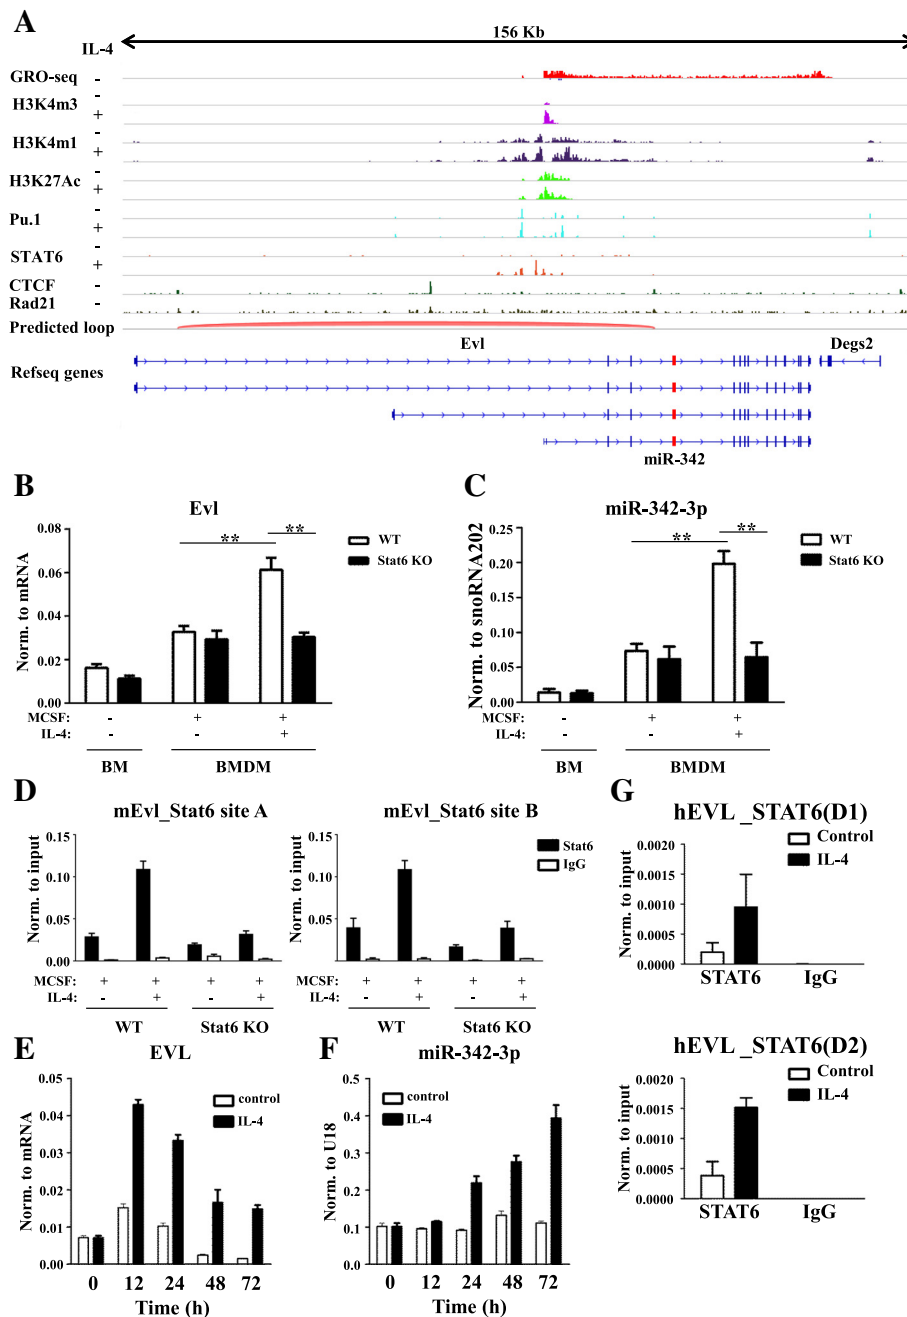 A
156 Kb
IL-4
GRO-seq -
H3K4m3 - +
H3K4m1 - +
H3K27Ac - +
Pu.1 - +
STAT6 - +
CTCF -
Rad21 -
Predicted loop
Evl Degs2
Refseq genes
miR-342
B
Evl
Norm. to mRNA
0.08
0.06
0.04
0.02
0.00
** **
WT
Stat6 KO
MCSF: - + +
IL-4: - - +
BM BMDM
C
miR-342-3p
Norm. to snoRNA202
0.25
0.20
0.15
0.10
0.05
0.00
** **
WT
Stat6 KO
MCSF: - + +
IL-4: - - +
BM BMDM
D
mEvl_Stat6 site A
Norm. to input
0.15
0.10
0.05
0.00
MCSF: + + + +
IL-4: - + - +
WT Stat6 KO
mEvl_Stat6 site B
Norm. to input
0.15
0.10
0.05
0.00
Stat6
IgG
MCSF: + + + +
IL-4: - + - +
WT Stat6 KO
E
EVL
Norm. to mRNA
0.05
0.04
0.03
0.02
0.01
0.00
control
IL-4
0 12 24 48 72
Time (h)
F
miR-342-3p
Norm. to U18
0.5
0.4
0.3
0.2
0.1
0.0
control
IL-4
0 12 24 48 72
Time (h)
G
hEVL _STAT6(D1)
Control
IL-4
Norm. to input
0.0020
0.0015
0.0010
0.0005
0.0000
STAT6 IgG
hEVL _STAT6(D2)
Control
IL-4
Norm. to input
0.0020
0.0015
0.0010
0.0005
0.0000
STAT6 IgG